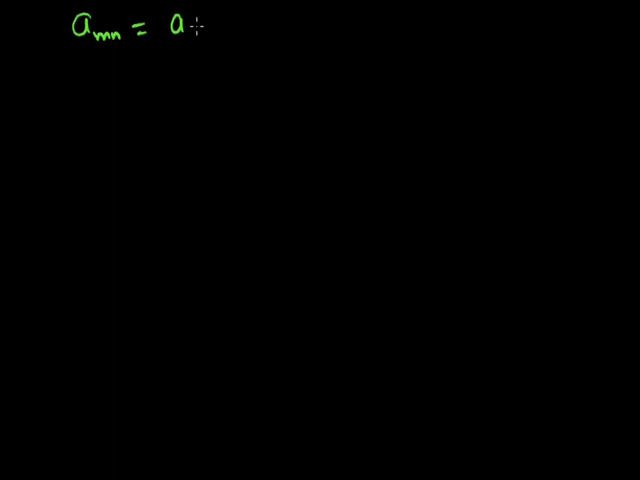 a_mn = a